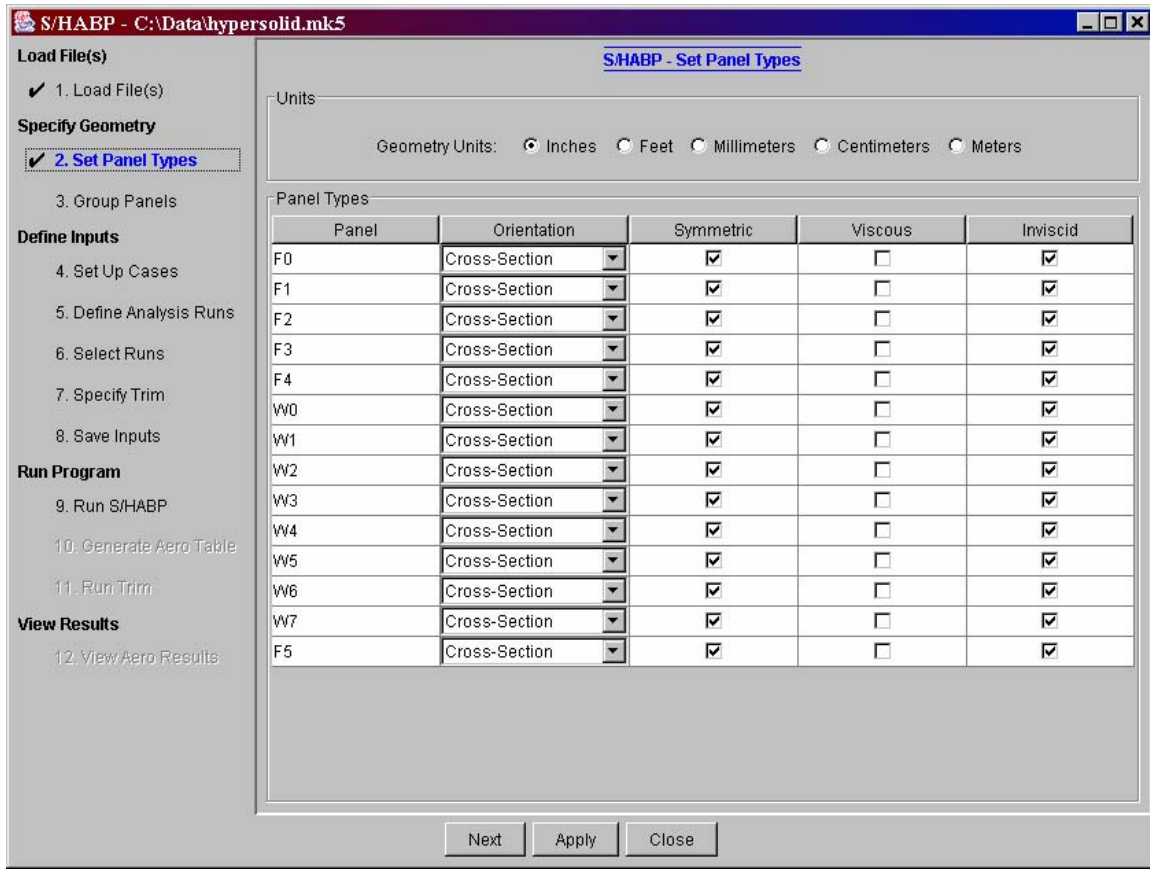 S/HABP - C:\Data\hypersolid.mk5
Load File(s)
1. Load File(s)
Specify Geometry
2. Set Panel Types
3. Group Panels
Define Inputs
4. Set Up Cases
5. Define Analysis Runs
6. Select Runs
7. Specify Trim
8. Save Inputs
Run Program
9. Run S/HABP
10. Generate Aero Table
11. Run Trim
View Results
12. View Aero Results
S/HABP - Set Panel Types
Units
Geometry Units: Inches Feet Millimeters Centimeters Meters
Panel Types
Panel Orientation Symmetric Viscous Inviscid
F0 Cross-Section
F1 Cross-Section
F2 Cross-Section
F3 Cross-Section
F4 Cross-Section
W0 Cross-Section
W1 Cross-Section
W2 Cross-Section
W3 Cross-Section
W4 Cross-Section
W5 Cross-Section
W6 Cross-Section
W7 Cross-Section
F5 Cross-Section
Next Apply Close